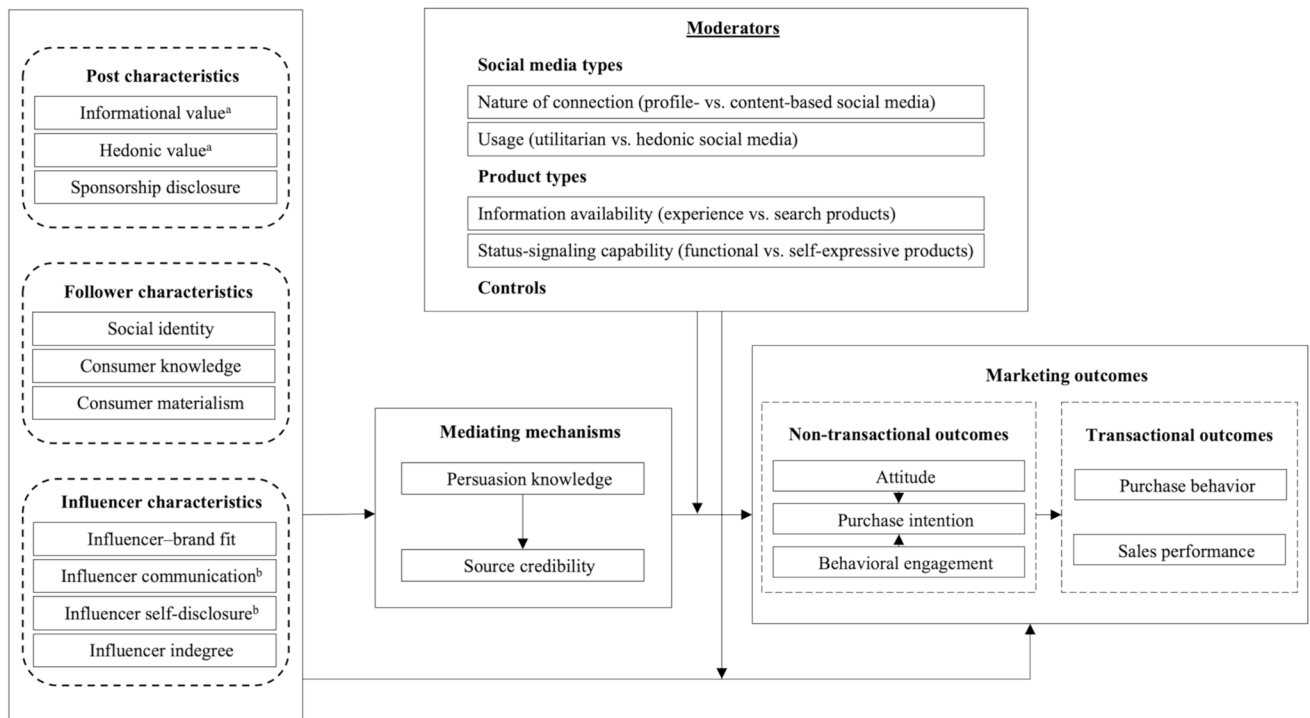 Post characteristics
Informational valueᵃ
Hedonic valueᵃ
Sponsorship disclosure
Follower characteristics
Social identity
Consumer knowledge
Consumer materialism
Influencer characteristics
Influencer–brand fit
Influencer communicationᵇ
Influencer self-disclosureᵇ
Influencer indegree
Mediating mechanisms
Persuasion knowledge
Source credibility
Moderators
Social media types
Nature of connection (profile- vs. content-based social media)
Usage (utilitarian vs. hedonic social media)
Product types
Information availability (experience vs. search products)
Status-signaling capability (functional vs. self-expressive products)
Controls
Marketing outcomes
Non-transactional outcomes
Attitude
Purchase intention
Behavioral engagement
Transactional outcomes
Purchase behavior
Sales performance